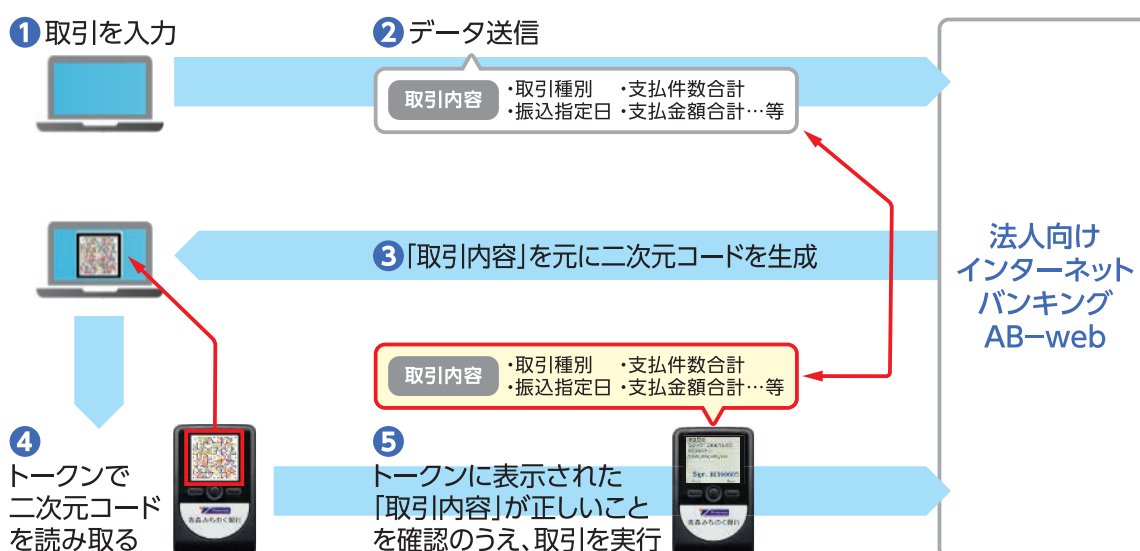 ❶取引を入力
❷データ送信
取引内容
・取引種別 ・支払件数合計
・振込指定日 ・支払金額合計…等
❸「取引内容」を元に二次元コードを生成
法人向け
インターネット
バンキング
AB−web
取引内容
・取引種別 ・支払件数合計
・振込指定日 ・支払金額合計…等
❹
トークンで
二次元コード
を読み取る
青森みちのく銀行
❺
トークンに表示された
「取引内容」が正しいこと
を確認のうえ、取引を実行
青森みちのく銀行